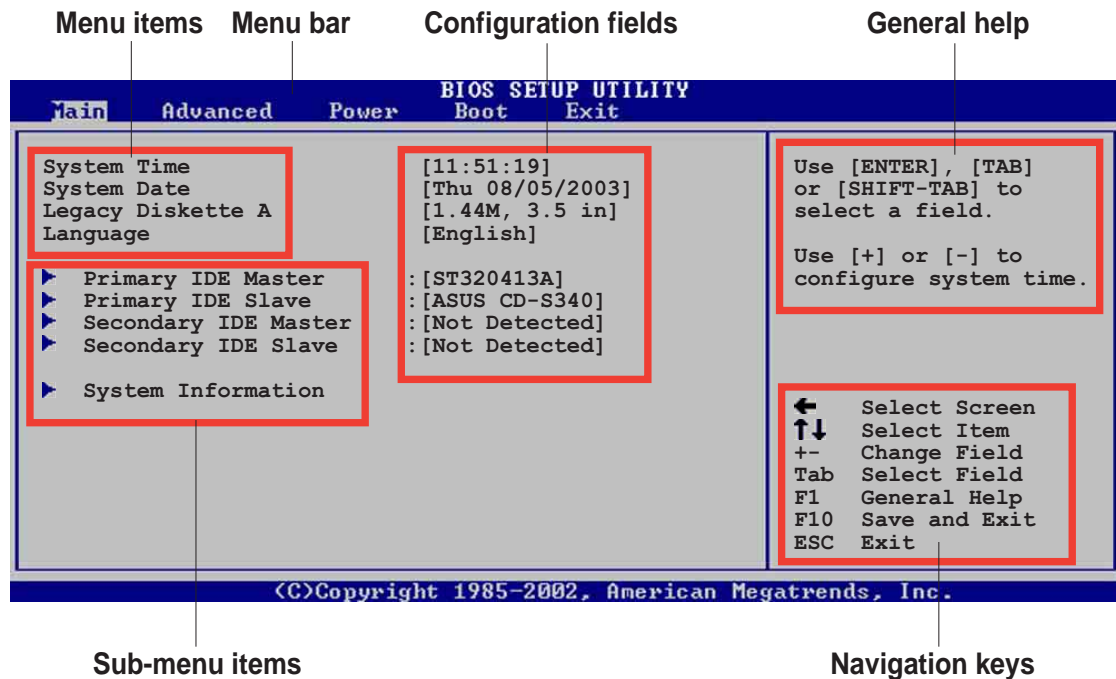 Menu items Menu bar Configuration fields General help
BIOS SETUP UTILITY
Main Advanced Power Boot Exit
System Time [11:51:19]
System Date [Thu 08/05/2003]
Legacy Diskette A [1.44M, 3.5 in]
Language [English]
Primary IDE Master :[ST320413A]
Primary IDE Slave :[ASUS CD-S340]
Secondary IDE Master :[Not Detected]
Secondary IDE Slave :[Not Detected]
System Information
Use [ENTER], [TAB]
or [SHIFT-TAB] to
select a field.
Use [+] or [-] to
configure system time.
← Select Screen
↑↓ Select Item
+- Change Field
Tab Select Field
F1 General Help
F10 Save and Exit
ESC Exit
(C)Copyright 1985-2002, American Megatrends, Inc.
Sub-menu items Navigation keys